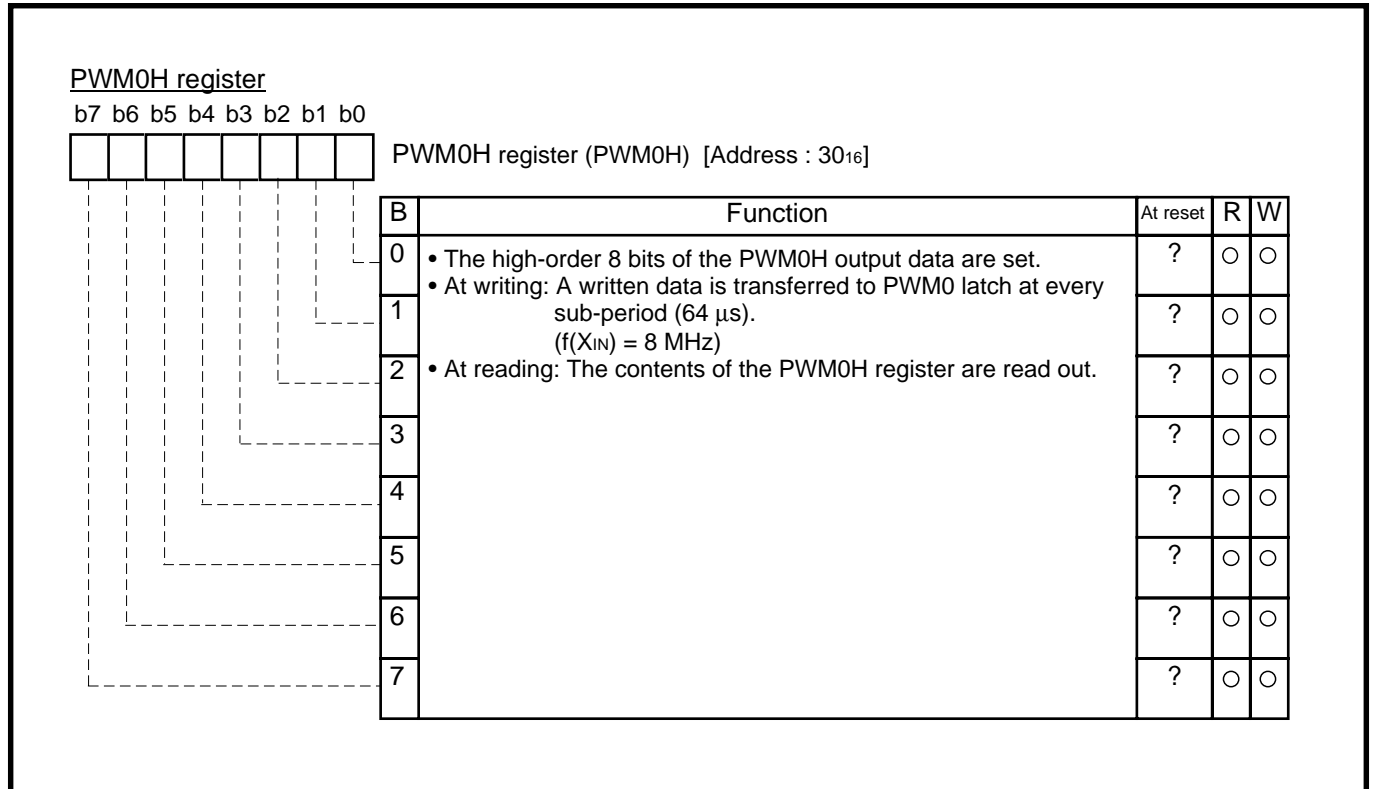 PWM0H register
b7 b6 b5 b4 b3 b2 b1 b0
PWM0H register (PWM0H) [Address : 3016]
B Function At reset R W
0 • The high-order 8 bits of the PWM0H output data are set. ? ○ ○
• At writing: A written data is transferred to PWM0 latch at every
1 sub-period (64 μs). ? ○ ○
(f(XIN) = 8 MHz)
2 • At reading: The contents of the PWM0H register are read out. ? ○ ○
3 ? ○ ○
4 ? ○ ○
5 ? ○ ○
6 ? ○ ○
7 ? ○ ○